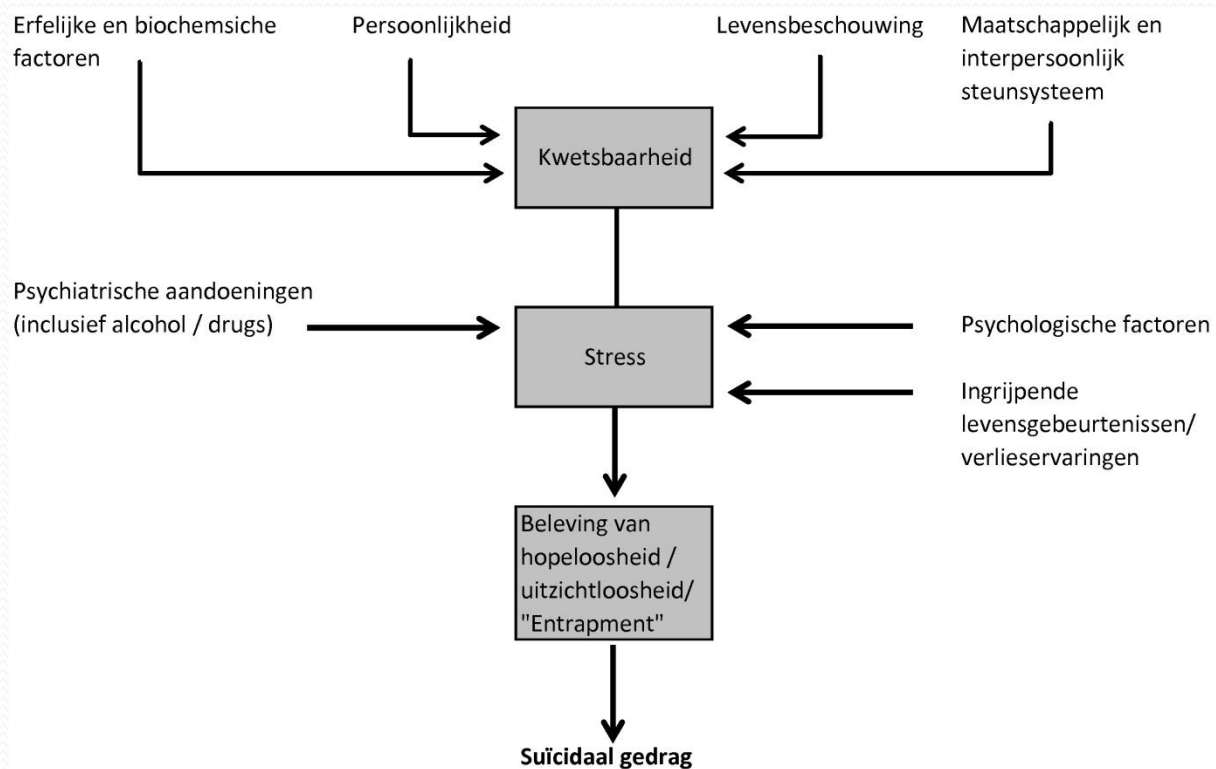 Erfelijke en biochemsiche
factoren
Persoonlijkheid
Levensbeschouwing
Maatschappelijk en
interpersoonlijk
steunsysteem
Kwetsbaarheid
Psychiatrische aandoeningen
(inclusief alcohol / drugs)
Stress
Psychologische factoren
Ingrijpende
levensgebeurtenissen/
verlieservaringen
Beleving van
hopeloosheid /
uitzichtloosheid/
"Entrapment"
Suïcidaal gedrag